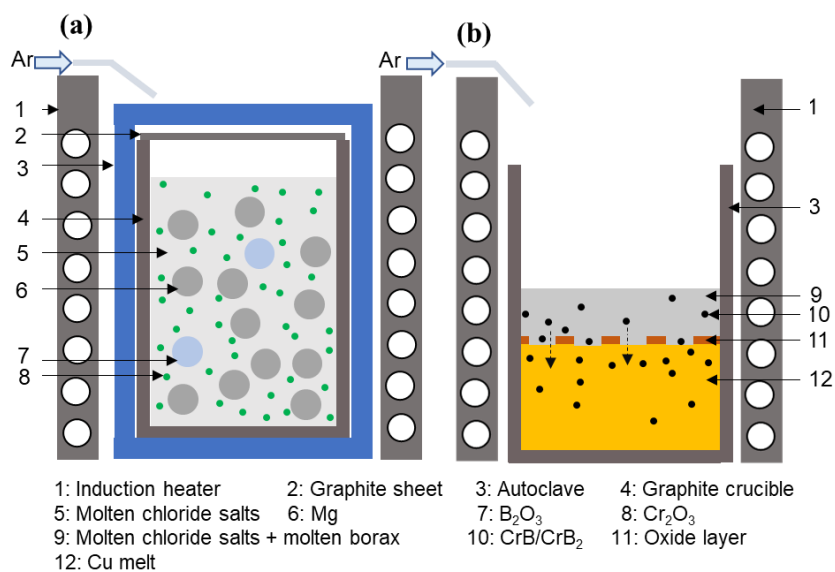 (a)
(b)
Ar
Ar
1
2
3
4
5
6
7
8
1
3
9
10
11
12
1: Induction heater 2: Graphite sheet 3: Autoclave 4: Graphite crucible
5: Molten chloride salts 6: Mg 7: B₂O₃ 8: Cr₂O₃
9: Molten chloride salts + molten borax 10: CrB/CrB₂ 11: Oxide layer
12: Cu melt